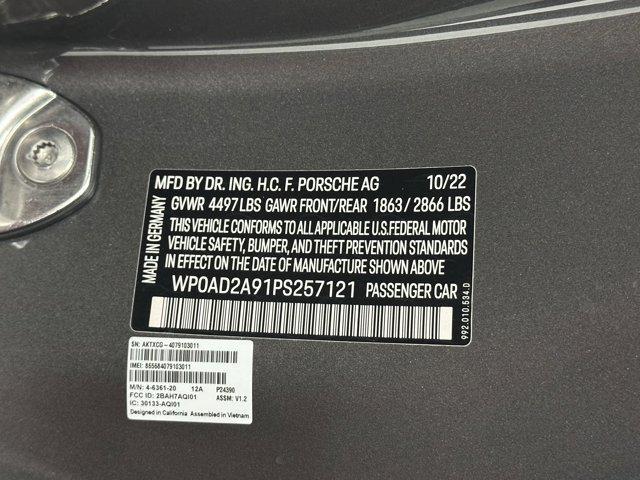 MFD BY DR. ING. H.C. F. PORSCHE AG 10/22
GVWR 4497 LBS GAWR FRONT/REAR 1863 / 2866 LBS
THIS VEHICLE CONFORMS TO ALL APPLICABLE U.S.FEDERAL MOTOR
VEHICLE SAFETY, BUMPER, AND THEFT PREVENTION STANDARDS
IN EFFECT ON THE DATE OF MANUFACTURE SHOWN ABOVE
WP0AD2A91PS257121 PASSENGER CAR
MADE IN GERMANY
992.010.534.D
SN: AKTXCG-4079103011
IMEI: 865684079103011
M/N: 4-6361-20 12A P24390
FCC ID: 2BAH7AQI01 ASSM: V1.2
IC: 30133-AQI01
Designed in California Assembled in Vietnam